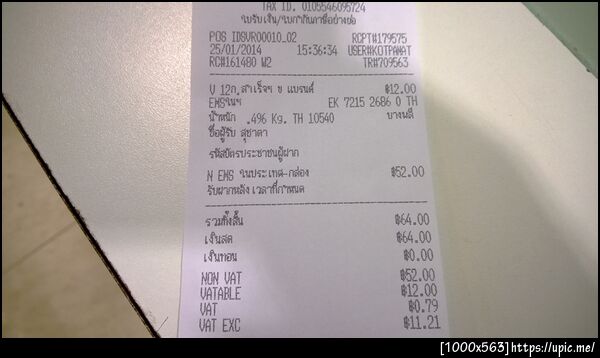 TAX ID. 0105546095724
ใบรับเงิน/ใบกำกับภาษีอย่างย่อ
POS IDSVR00010_02 RCPT#179575
25/01/2014 15:36:34 USER#KOTPANAT
RC#161480 W2 TR#709563
V 12ก.สำเร็จฯ ข แบรนด์ ฿12.00
EMSในฯ EK 7215 2686 0 TH
น้ำหนัก .496 Kg. TH 10540 บางพลี
ชื่อผู้รับ สุชาดา
รหัสบัตรประชาชนผู้ฝาก
N EMS ในประเทศ-กล่อง ฿52.00
รับฝากหลัง เวลาที่กำหนด
รวมทั้งสิ้น ฿64.00
เงินสด ฿64.00
เงินทอน ฿0.00
NON VAT ฿52.00
VATABLE ฿12.00
VAT ฿0.79
VAT EXC ฿11.21
[1000x563]https://upic.me/